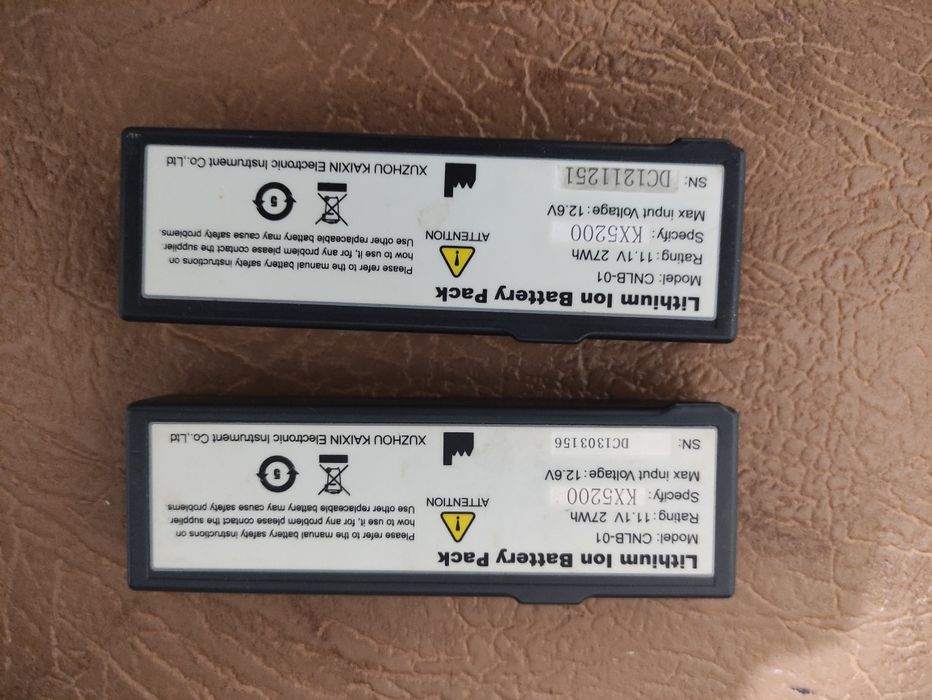 Lithium Ion Battery Pack
Model: CNLB-01
Rating: 11.1V 27Wh
Specify: KX5200
Max input Voltage: 12.6V
SN: DC1303156
ATTENTION
Please refer to the manual battery safety instructions on
how to use it, if, for any problem please contact the supplier
Use other replaceable battery may cause safety problems.
5
XUZHOU KAIXIN Electronic Instrument Co.,Ltd
Lithium Ion Battery Pack
Model: CNLB-01
Rating: 11.1V 27Wh
Specify: KX5200
Max input Voltage: 12.6V
SN: DC1211251
ATTENTION
Please refer to the manual battery safety instructions on
how to use it, if, for any problem please contact the supplier
Use other replaceable battery may cause safety problems.
5
XUZHOU KAIXIN Electronic Instrument Co.,Ltd